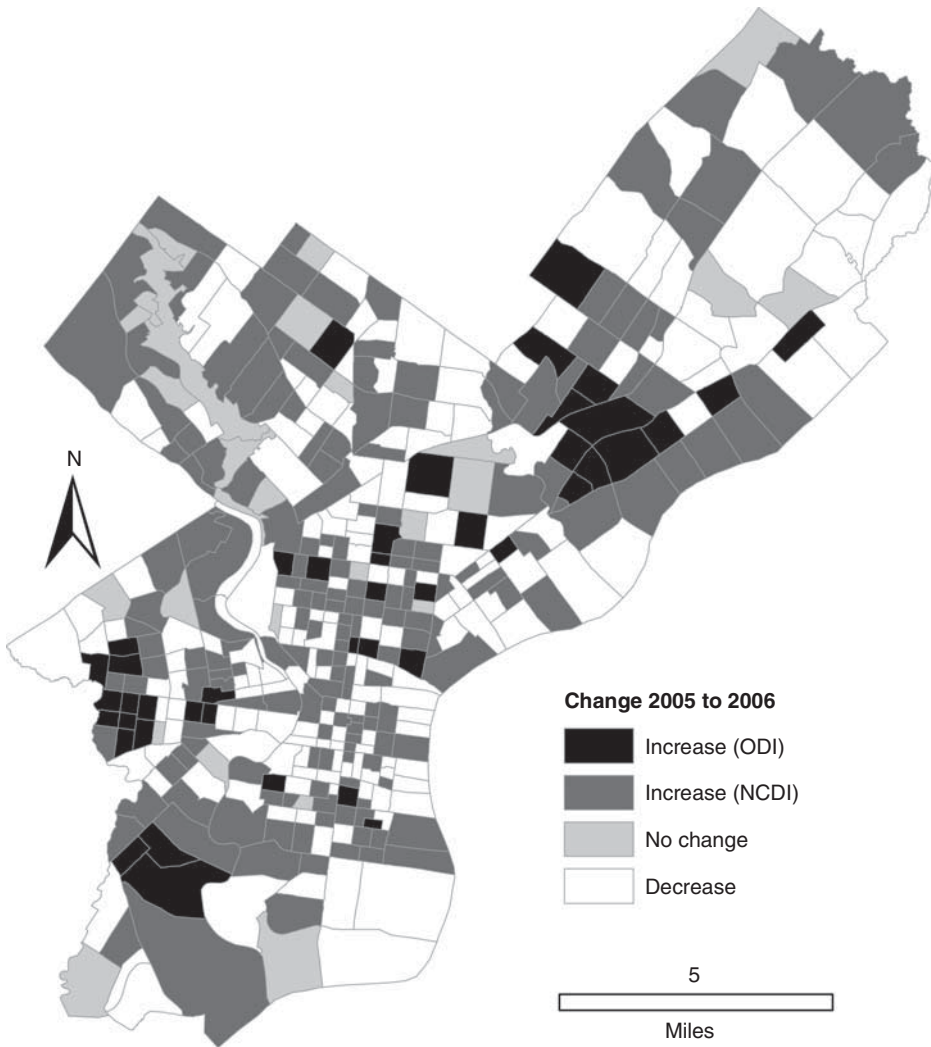 N
Change 2005 to 2006
Increase (ODI)
Increase (NCDI)
No change
Decrease
5
Miles